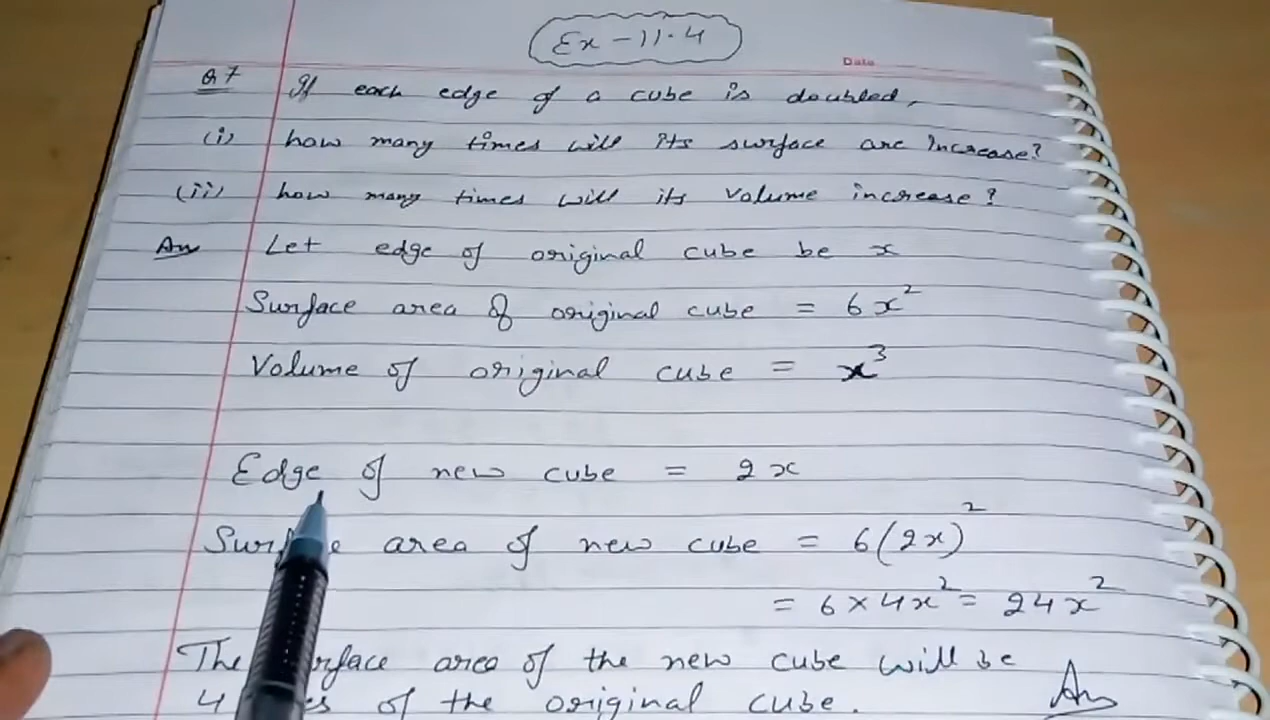 Ex - 11.4
Date
Q7 If each edge of a cube is doubled,
(i) how many times will its surface are increase?
(ii) how many times will its volume increase?
Ans Let edge of original cube be x
Surface area of original cube = 6x²
Volume of original cube = x³
Edge of new cube = 2x
area of new cube = 6(2x)²
= 6×4x² = 24x²
The area of the new cube will be
4 of the original cube. Ans